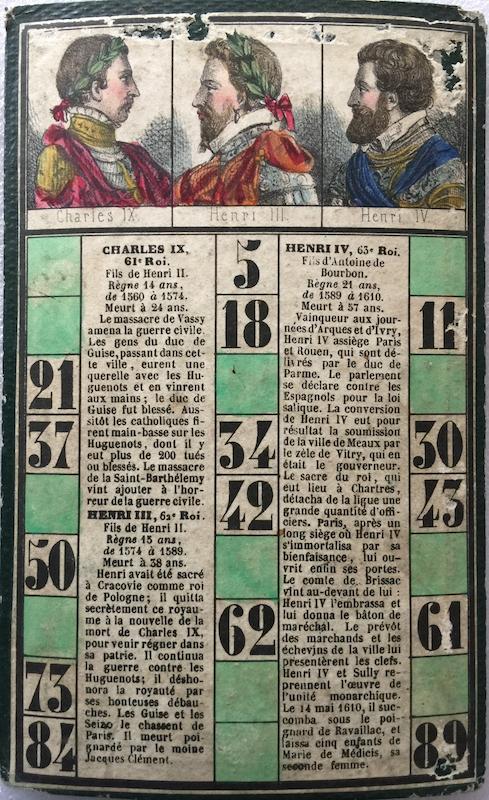 Charles IX.
Henri III.
Henri IV.
CHARLES IX,
61e Roi.
Fils de Henri II.
Règne 14 ans,
de 1560 à 1574.
Meurt à 24 ans.
Le massacre de Vassy
amena la guerre civile.
Les gens du duc de
Guise, passant dans cet-
te ville, eurent une
querelle avec les Hu-
guenots et en vinrent
aux mains; le duc de
Guise fut blessé. Aus-
sitôt les catholiques fi-
rent main-basse sur les
Huguenots, dont il y
eut plus de 200 tués
ou blessés. Le massacre
de la Saint-Barthélemy
vint ajouter à l'hor-
reur de la guerre civile.
HENRI III, 62e Roi.
Fils de Henri II.
Règne 15 ans,
de 1574 à 1589.
Meurt à 38 ans.
Henri avait été sacré
à Cracovie comme roi
de Pologne; il quitta
secrètement ce royau-
me à la nouvelle de la
mort de Charles IX,
pour venir régner dans
sa patrie. Il continua
la guerre contre les
Huguenots; il désho-
nora la royauté par
ses honteuses débau-
ches. Les Guise et les
Seize le chassent de
Paris. Il meurt poi-
gnardé par le moine
Jacques Clément.
HENRI IV, 63e Roi.
Fils d'Antoine de
Bourbon.
Règne 21 ans,
de 1589 à 1610.
Meurt à 57 ans.
Vainqueur aux jour-
nées d'Arques et d'Ivry,
Henri IV assiège Paris
et Rouen, qui sont dé-
livrés par le duc de
Parme. Le parlement
se déclare contre les
Espagnols pour la loi
salique. La conversion
de Henri IV eut pour
résultat la soumission
de la ville de Meaux par
le zèle de Vitry, qui en
était le gouverneur.
Le sacre du roi, qui
eut lieu à Chartres,
détacha de la ligue une
grande quantité d'offi-
ciers. Paris, après un
long siège où Henri IV
s'immortalisa par sa
bienfaisance, lui ou-
vrit enfin ses portes.
Le comte de Brissac
vint au-devant de lui:
Henri IV l'embrassa et
lui donna le bâton de
maréchal. Le prévôt
des marchands et les
échevins de la ville lui
presentèrent les clefs.
Henri IV et Sully re-
prennent l'œuvre de
l'unité monarchique.
Le 14 mai 1610, il suc-
comba sous le poi-
gnard de Ravaillac, et
laissa cinq enfants de
Marie de Médicis, sa
seconde femme.
5
18
11
21
37
34
30
42
43
50
62
61
73
84
89